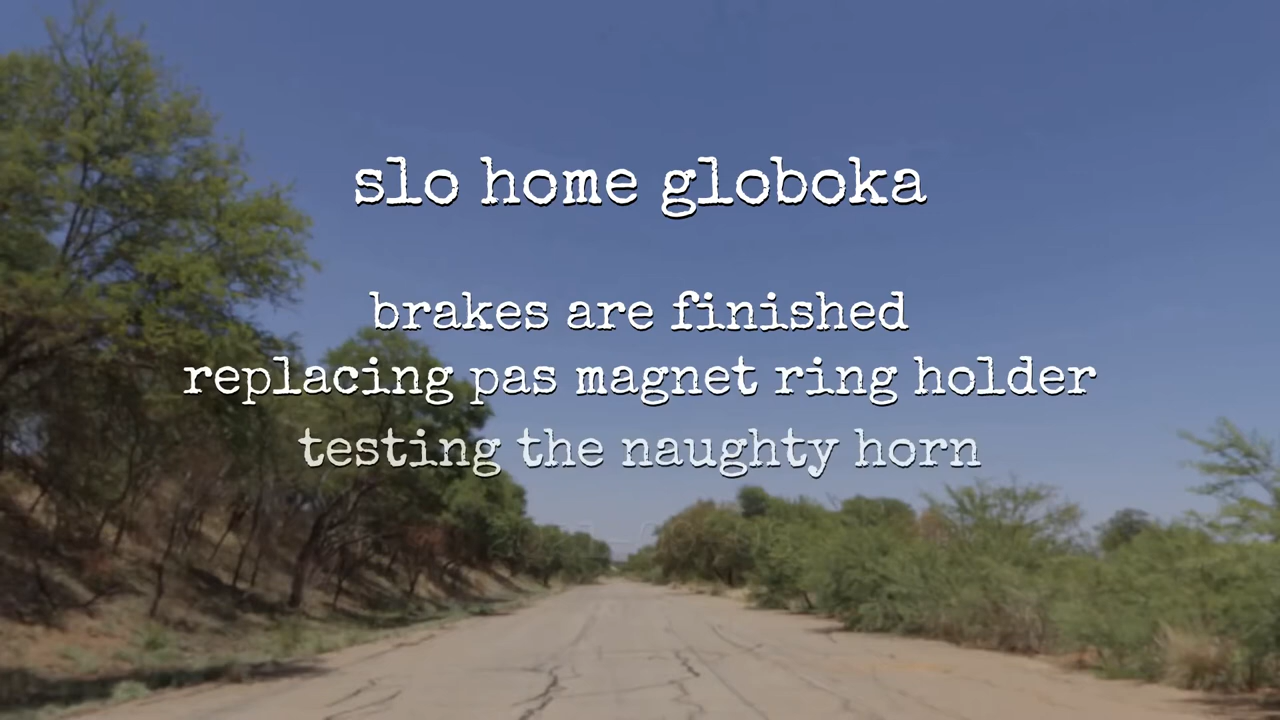 slo home globoka
brakes are finished
replacing pas magnet ring holder
testing the naughty horn